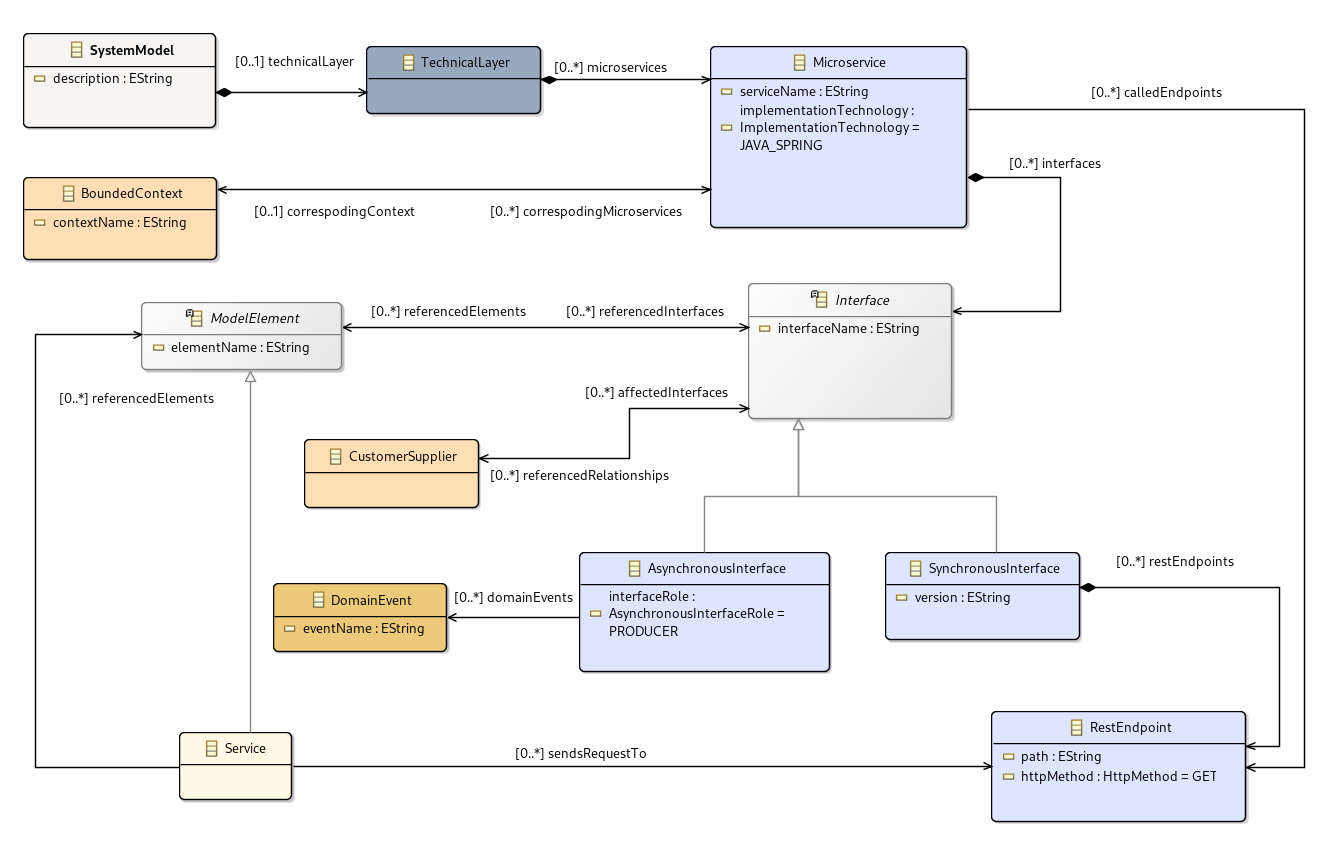 SystemModel
description : EString
[0..1] technicalLayer
TechnicalLayer
[0..*] microservices
Microservice
serviceName : EString
implementationTechnology :
ImplementationTechnology =
JAVA_SPRING
[0..*] calledEndpoints
[0..*] interfaces
BoundedContext
contextName : EString
[0..1] correspodingContext
[0..*] correspodingMicroservices
ModelElement
elementName : EString
[0..*] referencedElements
[0..*] referencedInterfaces
Interface
interfaceName : EString
[0..*] referencedElements
[0..*] affectedInterfaces
CustomerSupplier
[0..*] referencedRelationships
DomainEvent
eventName : EString
[0..*] domainEvents
AsynchronousInterface
interfaceRole :
AsynchronousInterfaceRole =
PRODUCER
SynchronousInterface
version : EString
[0..*] restEndpoints
Service
[0..*] sendsRequestTo
RestEndpoint
path : EString
httpMethod : HttpMethod = GET